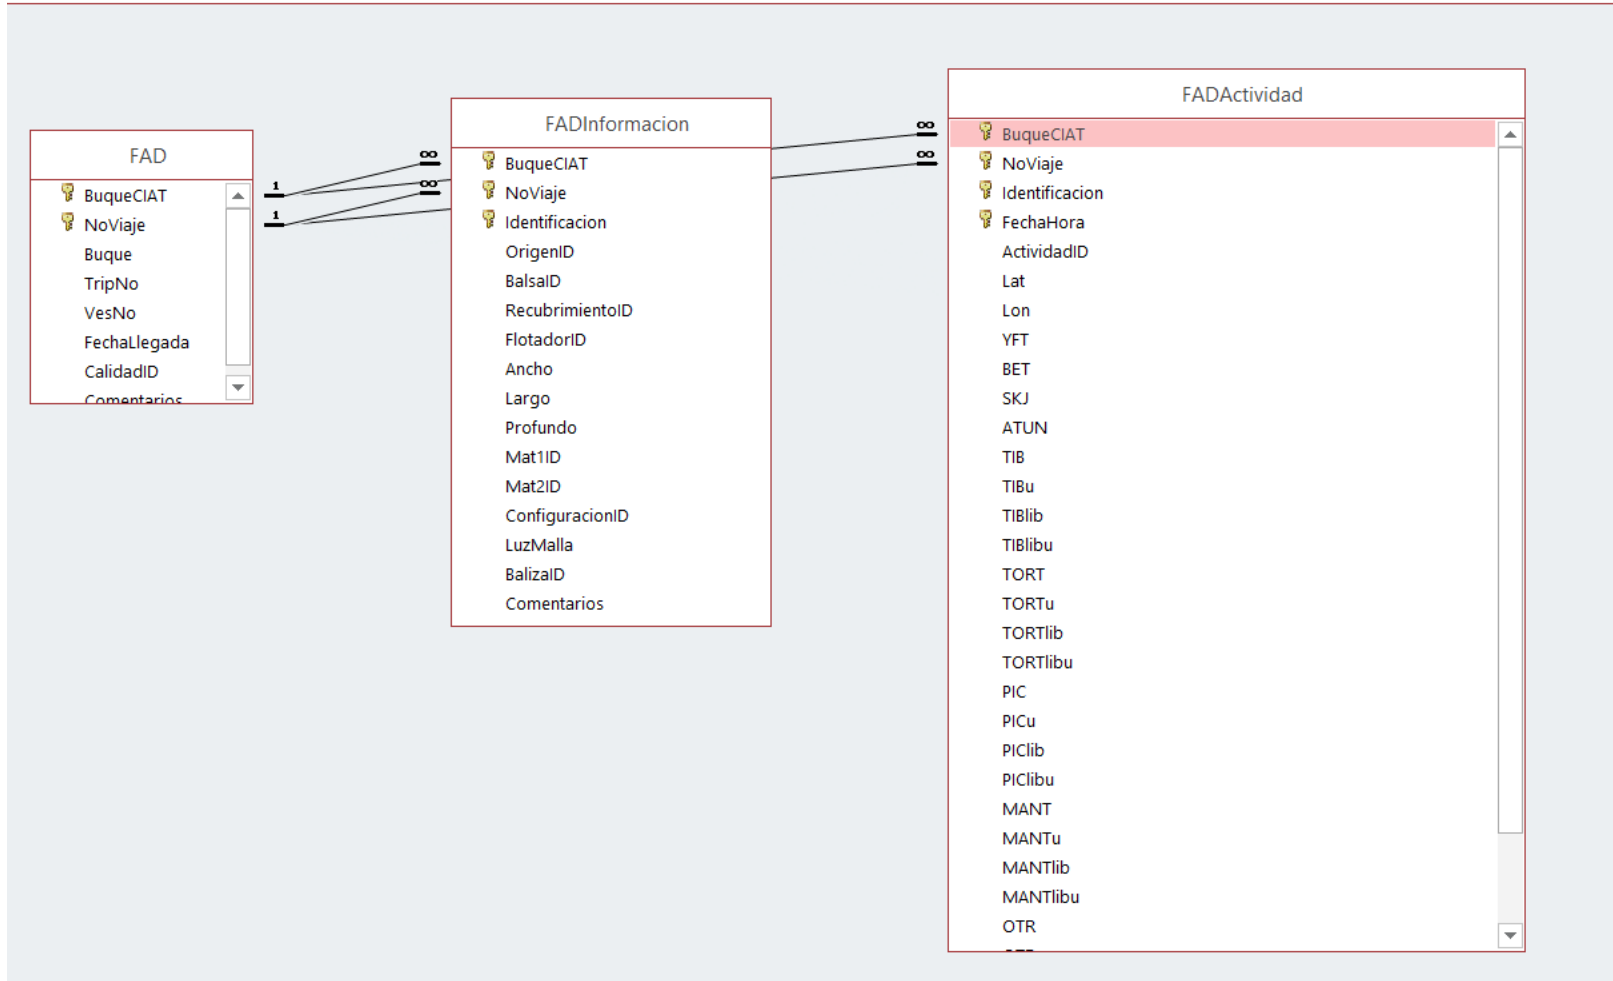 FAD
BuqueCIAT
NoViaje
Buque
TripNo
VesNo
FechaLlegada
CalidadID
Comentarios
1
1
∞
∞
FADInformacion
BuqueCIAT
NoViaje
Identificacion
OrigenID
BalsaID
RecubrimientoID
FlotadorID
Ancho
Largo
Profundo
Mat1ID
Mat2ID
ConfiguracionID
LuzMalla
BalizaID
Comentarios
∞
∞
FADActividad
BuqueCIAT
NoViaje
Identificacion
FechaHora
ActividadID
Lat
Lon
YFT
BET
SKJ
ATUN
TIB
TIBu
TIBlib
TIBlibu
TORT
TORTu
TORTlib
TORTlibu
PIC
PICu
PIClib
PIClibu
MANT
MANTu
MANTlib
MANTlibu
OTR